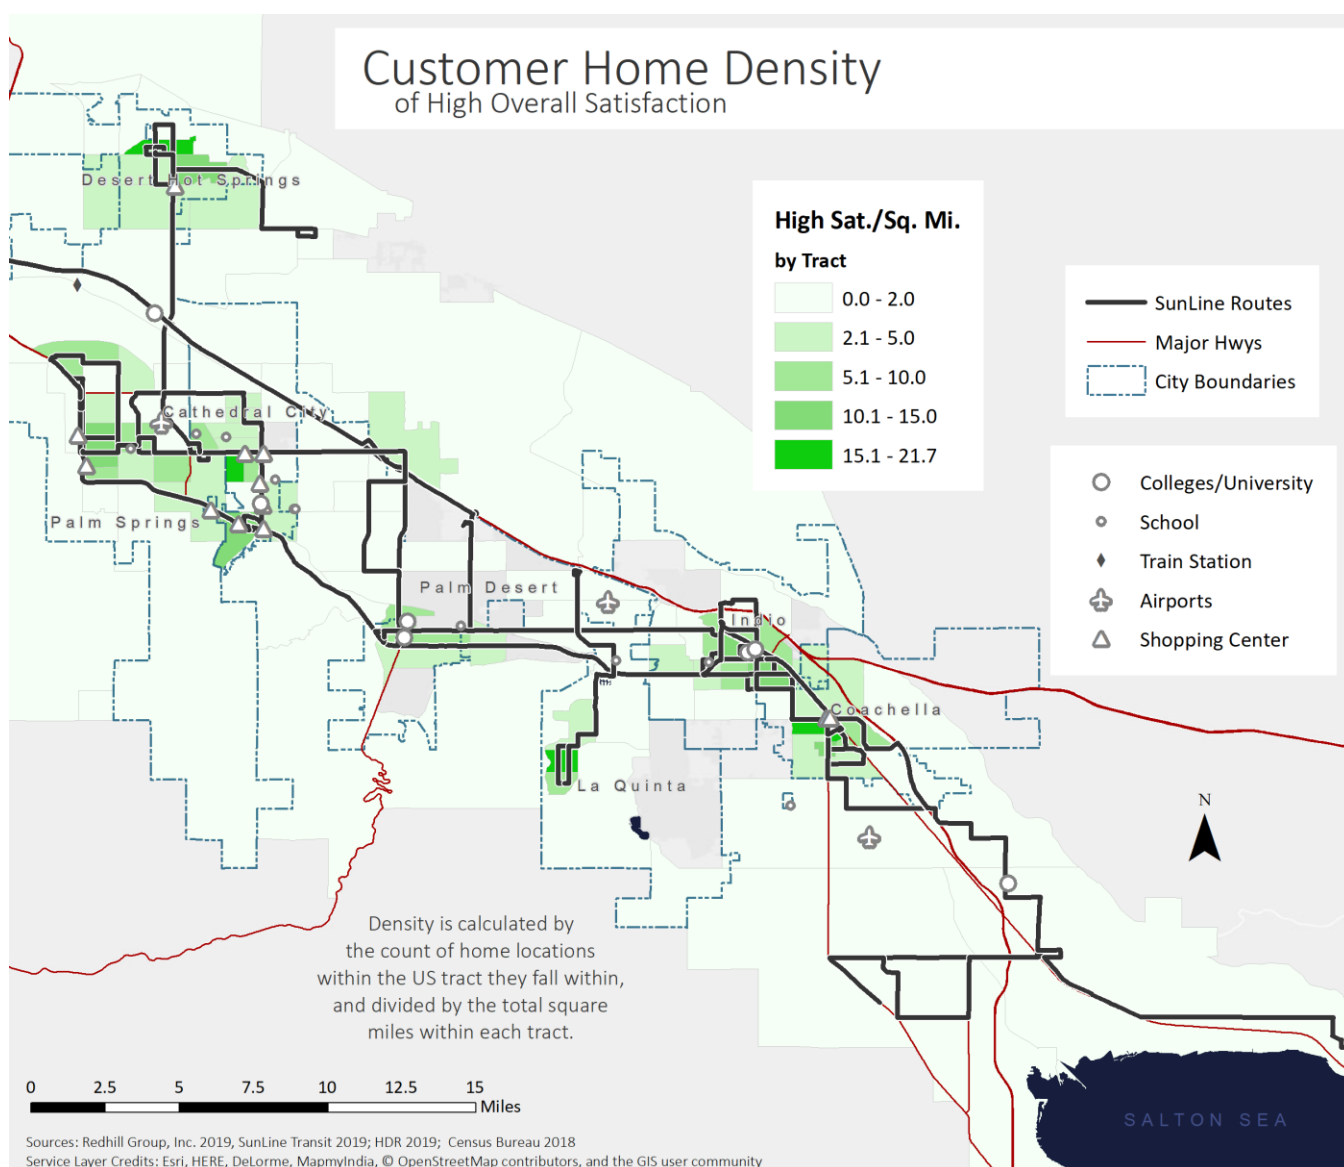 Customer Home Density
of High Overall Satisfaction
Desert Hot Springs
High Sat./Sq. Mi.
by Tract
0.0 - 2.0
2.1 - 5.0
5.1 - 10.0
10.1 - 15.0
15.1 - 21.7
SunLine Routes
Major Hwys
City Boundaries
Colleges/University
School
Train Station
Airports
Shopping Center
Cathedral City
Palm Springs
Palm Desert
Indio
Coachella
La Quinta
N
Density is calculated by
the count of home locations
within the US tract they fall within,
and divided by the total square
miles within each tract.
0 2.5 5 7.5 10 12.5 15
Miles
SALTON SEA
Sources: Redhill Group, Inc. 2019, SunLine Transit 2019; HDR 2019; Census Bureau 2018
Service Layer Credits: Esri, HERE, DeLorme, MapmyIndia, © OpenStreetMap contributors, and the GIS user community